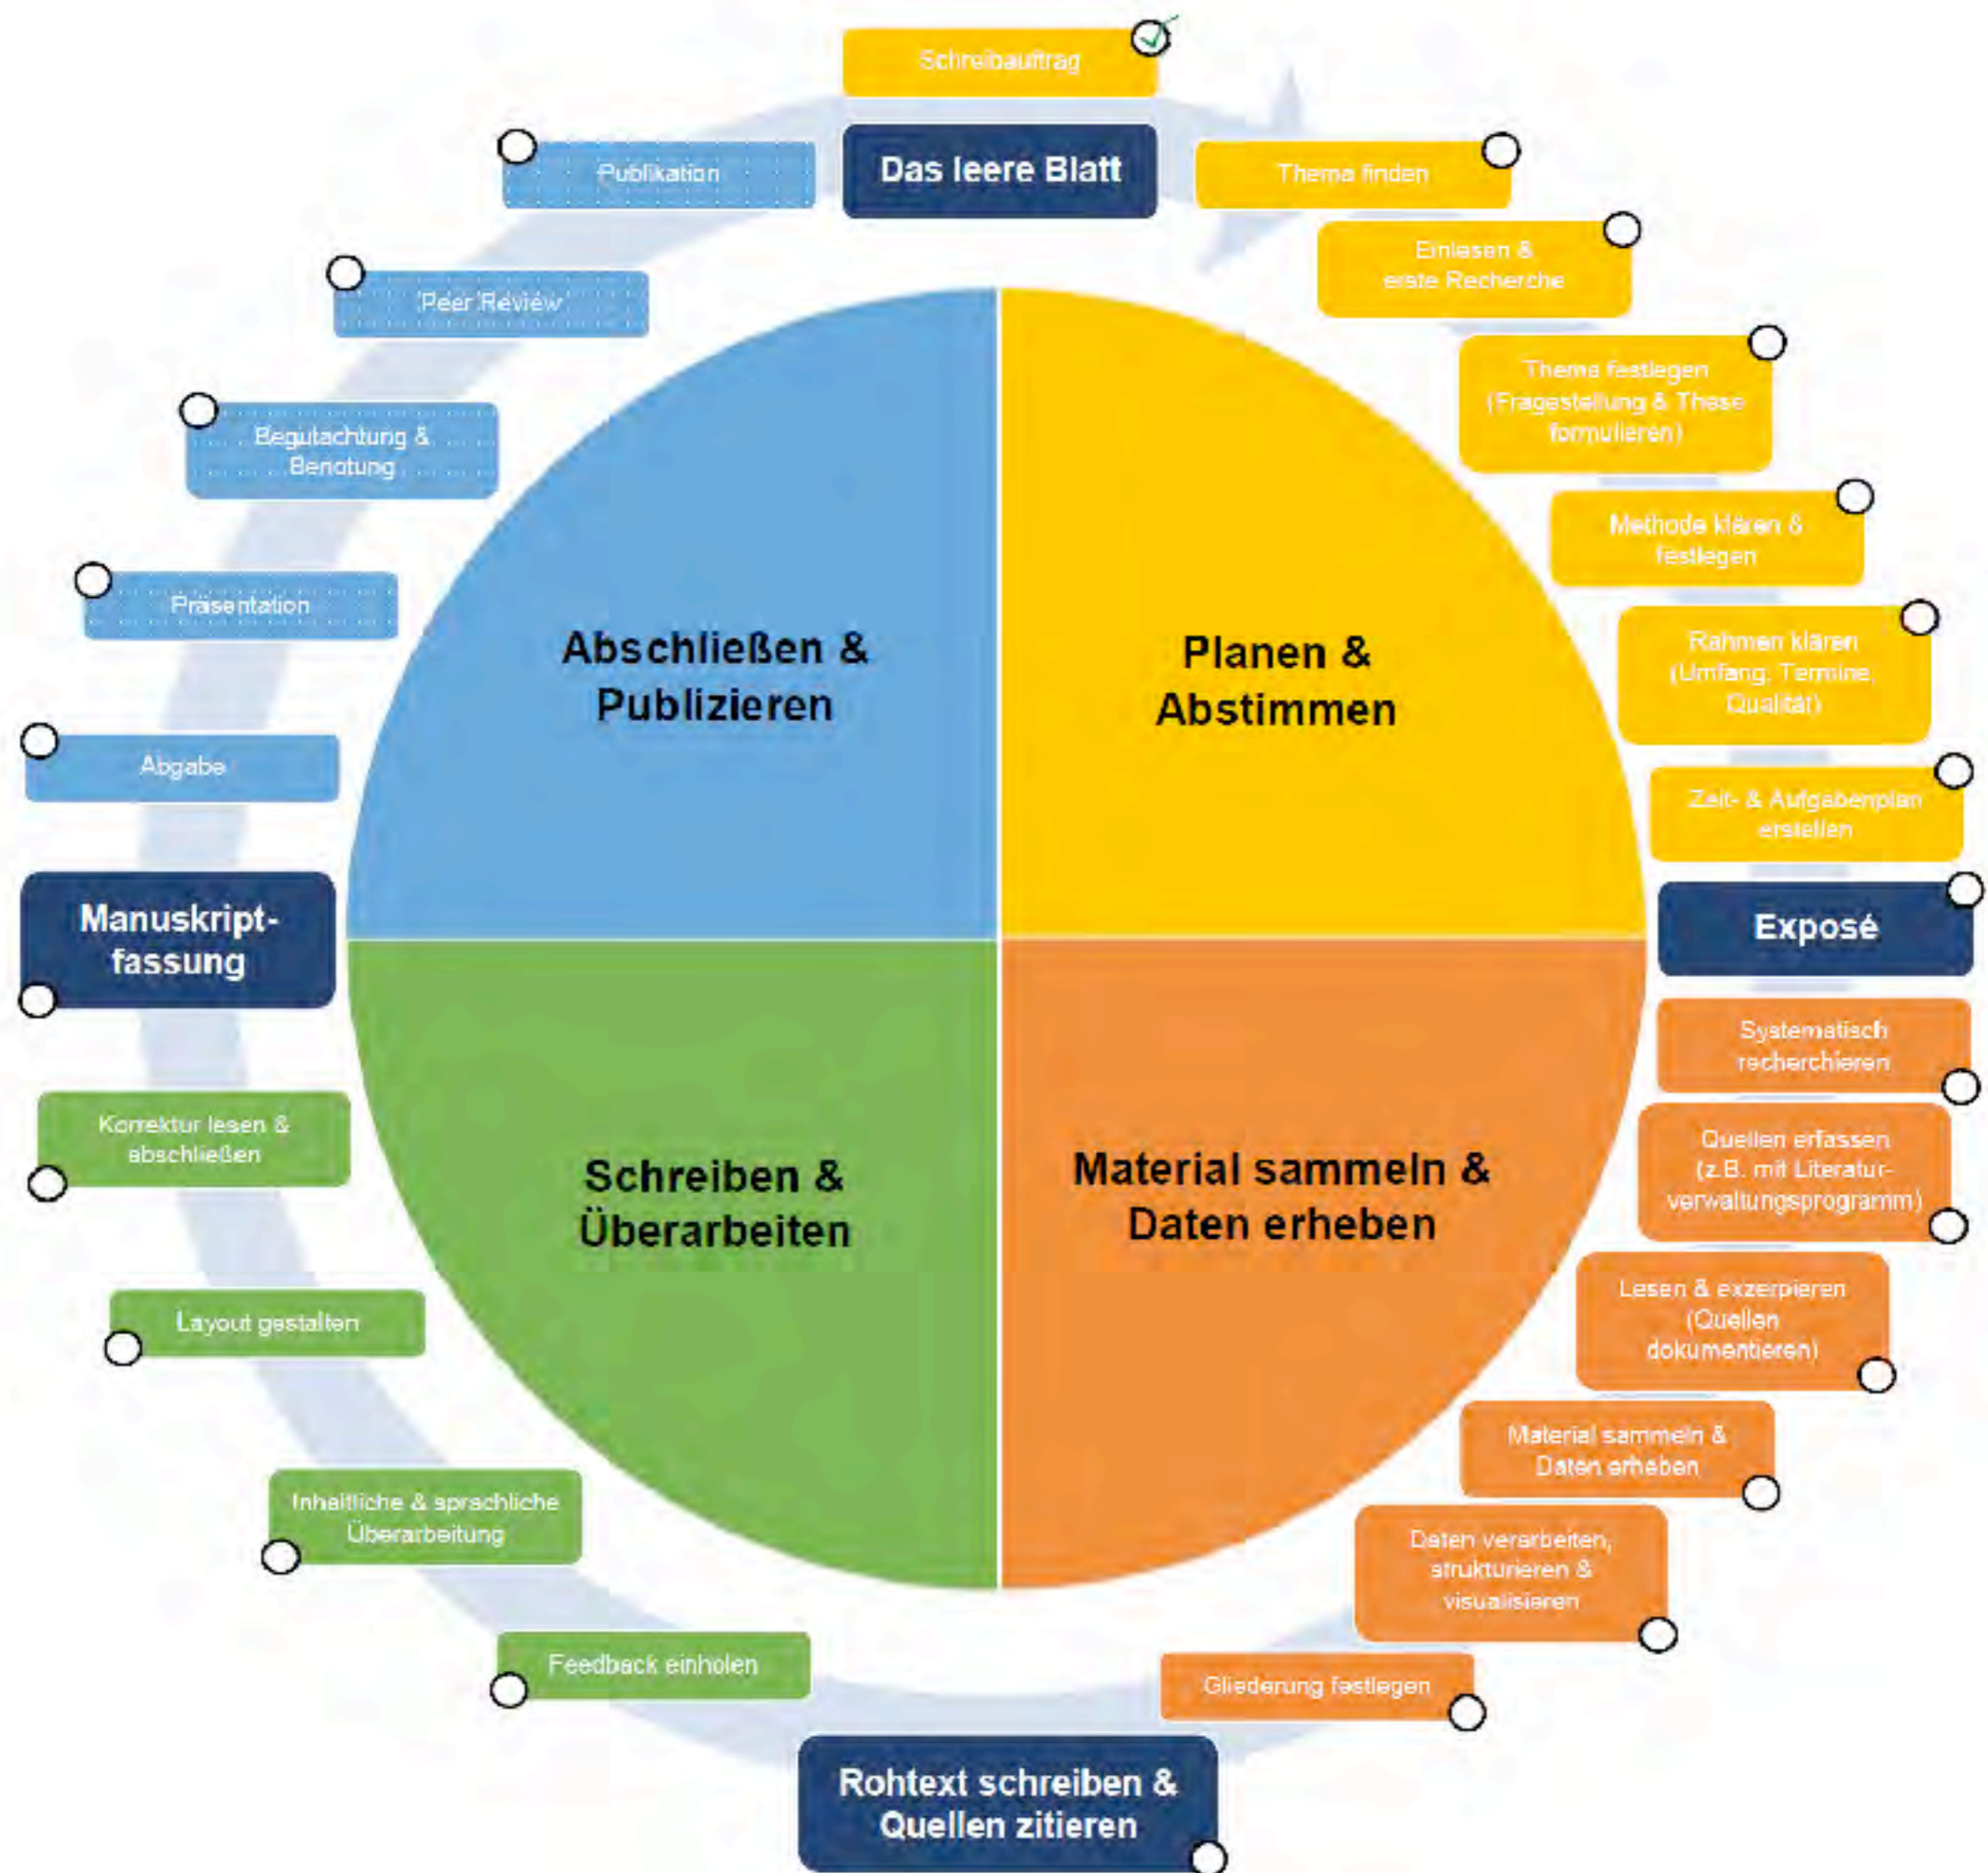 Schreibauftrag
Das leere Blatt
Thema finden
Einlesen &
erste Recherche
Thema festlegen
(Fragestellung & These
formulieren)
Methode klären &
festlegen
Rahmen klären
(Umfang, Termine,
Qualität)
Zeit- & Aufgabenplan
erstellen
Exposé
Systematisch
recherchieren
Quellen erfassen
(z.B. mit Literatur-
verwaltungsprogramm)
Lesen & exzerpieren
(Quellen
dokumentieren)
Material sammeln &
Daten erheben
Daten verarbeiten,
strukturieren &
visualisieren
Gliederung festlegen
Rohtext schreiben &
Quellen zitieren
Feedback einholen
Inhaltliche & sprachliche
Überarbeitung
Layout gestalten
Korrektur lesen &
abschließen
Manuskript-
fassung
Abgabe
Präsentation
Begutachtung &
Benotung
Peer Review
Publikation
Planen &
Abstimmen
Material sammeln &
Daten erheben
Schreiben &
Überarbeiten
Abschließen &
Publizieren